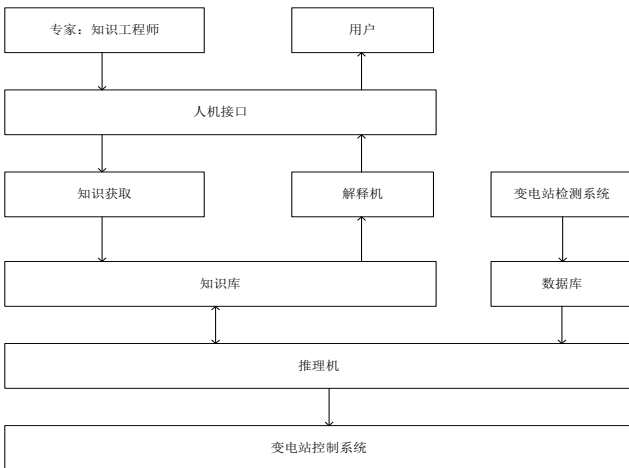 专家：知识工程师
用户
人机接口
知识获取
解释机
变电站检测系统
知识库
数据库
推理机
变电站控制系统